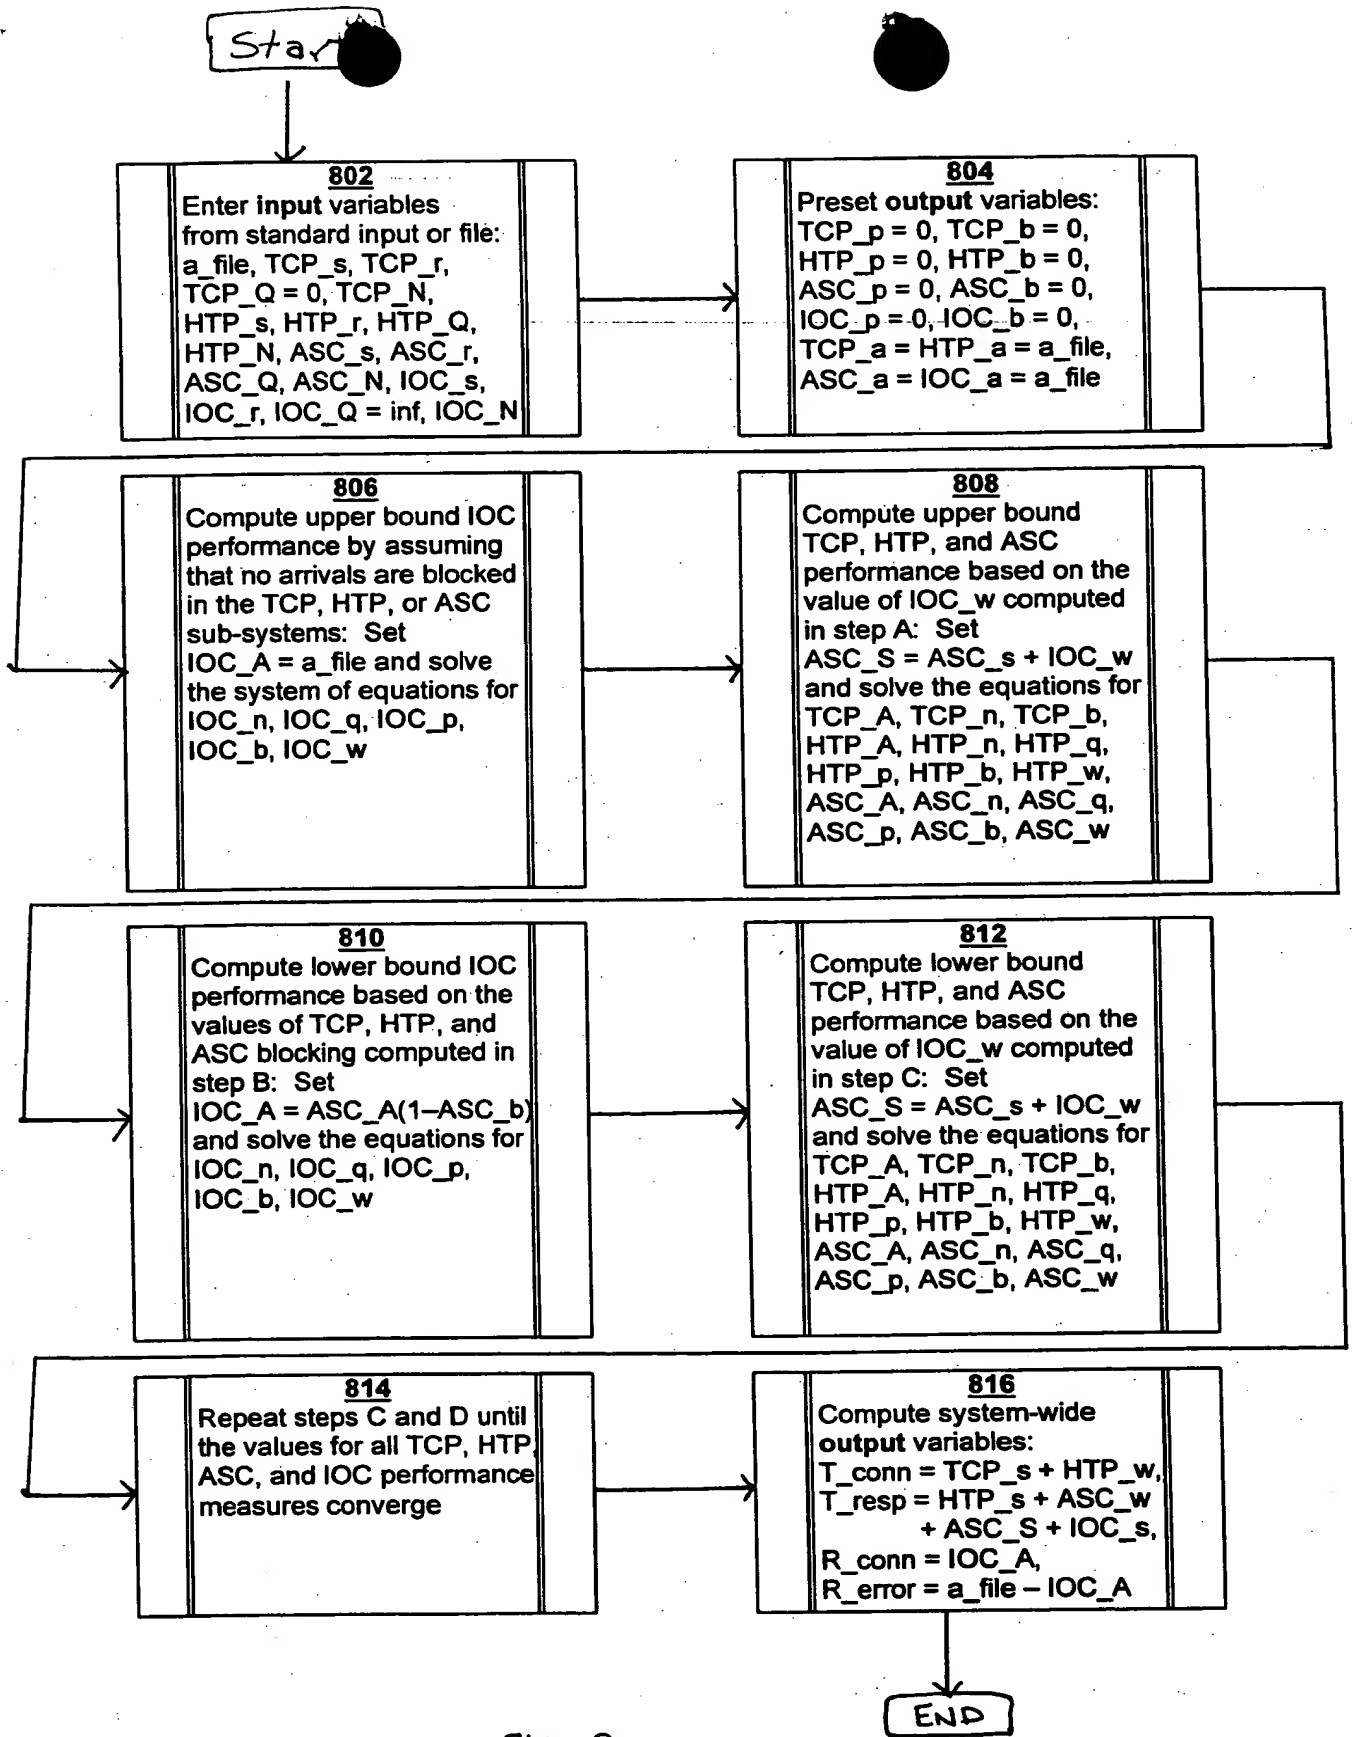 Start
802
Enter input variables
from standard input or file:
a_file, TCP_s, TCP_r,
TCP_Q = 0, TCP_N,
HTP_s, HTP_r, HTP_Q,
HTP_N, ASC_s, ASC_r,
ASC_Q, ASC_N, IOC_s,
IOC_r, IOC_Q = inf, IOC_N
804
Preset output variables:
TCP_p = 0, TCP_b = 0,
HTP_p = 0, HTP_b = 0,
ASC_p = 0, ASC_b = 0,
IOC_p = 0, IOC_b = 0,
TCP_a = HTP_a = a_file,
ASC_a = IOC_a = a_file
806
Compute upper bound IOC
performance by assuming
that no arrivals are blocked
in the TCP, HTP, or ASC
sub-systems: Set
IOC_A = a_file and solve
the system of equations for
IOC_n, IOC_q, IOC_p,
IOC_b, IOC_w
808
Compute upper bound
TCP, HTP, and ASC
performance based on the
value of IOC_w computed
in step A: Set
ASC_S = ASC_s + IOC_w
and solve the equations for
TCP_A, TCP_n, TCP_b,
HTP_A, HTP_n, HTP_q,
HTP_p, HTP_b, HTP_w,
ASC_A, ASC_n, ASC_q,
ASC_p, ASC_b, ASC_w
810
Compute lower bound IOC
performance based on the
values of TCP, HTP, and
ASC blocking computed in
step B: Set
IOC_A = ASC_A(1–ASC_b)
and solve the equations for
IOC_n, IOC_q, IOC_p,
IOC_b, IOC_w
812
Compute lower bound
TCP, HTP, and ASC
performance based on the
value of IOC_w computed
in step C: Set
ASC_S = ASC_s + IOC_w
and solve the equations for
TCP_A, TCP_n, TCP_b,
HTP_A, HTP_n, HTP_q,
HTP_p, HTP_b, HTP_w,
ASC_A, ASC_n, ASC_q,
ASC_p, ASC_b, ASC_w
814
Repeat steps C and D until
the values for all TCP, HTP,
ASC, and IOC performance
measures converge
816
Compute system-wide
output variables:
T_conn = TCP_s + HTP_w,
T_resp = HTP_s + ASC_w
+ ASC_S + IOC_s,
R_conn = IOC_A,
R_error = a_file – IOC_A
END